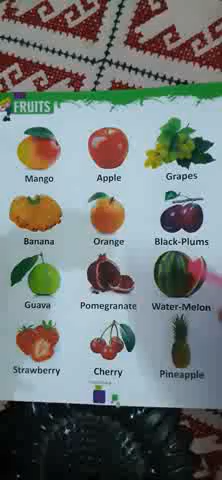 FRUITS
Mango Apple Grapes
Banana Orange Black-Plums
Guava Pomegranate Water-Melon
Strawberry Cherry Pineapple